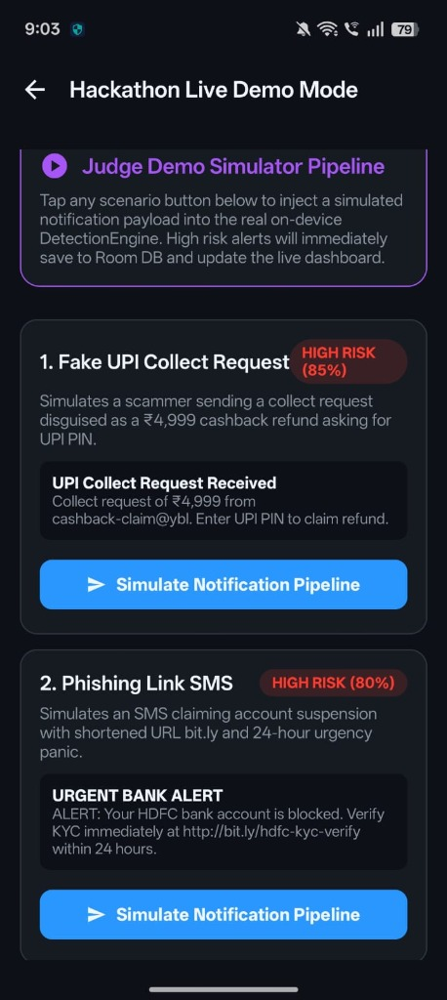 9:03
79
Hackathon Live Demo Mode
Judge Demo Simulator Pipeline
Tap any scenario button below to inject a simulated
notification payload into the real on-device
DetectionEngine. High risk alerts will immediately
save to Room DB and update the live dashboard.
1. Fake UPI Collect Request
HIGH RISK
(85%)
Simulates a scammer sending a collect request
disguised as a ₹4,999 cashback refund asking for
UPI PIN.
UPI Collect Request Received
Collect request of ₹4,999 from
cashback-claim@ybl. Enter UPI PIN to claim refund.
Simulate Notification Pipeline
2. Phishing Link SMS
HIGH RISK (80%)
Simulates an SMS claiming account suspension
with shortened URL bit.ly and 24-hour urgency
panic.
URGENT BANK ALERT
ALERT: Your HDFC bank account is blocked. Verify
KYC immediately at http://bit.ly/hdfc-kyc-verify
within 24 hours.
Simulate Notification Pipeline